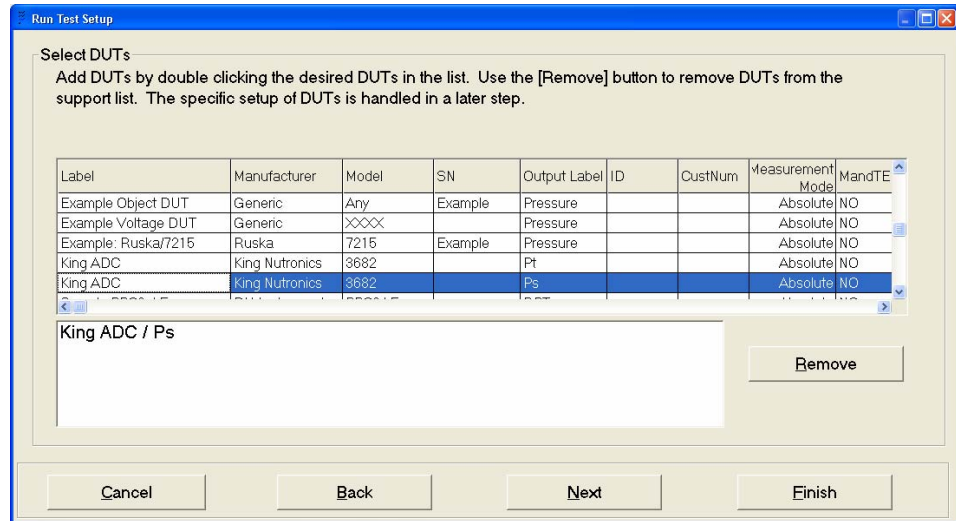 Run Test Setup
Select DUTs
Add DUTs by double clicking the desired DUTs in the list. Use the [Remove] button to remove DUTs from the
support list. The specific setup of DUTs is handled in a later step.
Label Manufacturer Model SN Output Label ID CustNum Measurement Mode MandTE
Example Object DUT Generic Any Example Pressure Absolute NO
Example Voltage DUT Generic XXXX Pressure Absolute NO
Example: Ruska/7215 Ruska 7215 Example Pressure Absolute NO
King ADC King Nutronics 3682 Pt Absolute NO
King ADC King Nutronics 3682 Ps Absolute NO
King ADC / Ps
Remove
Cancel Back Next Finish